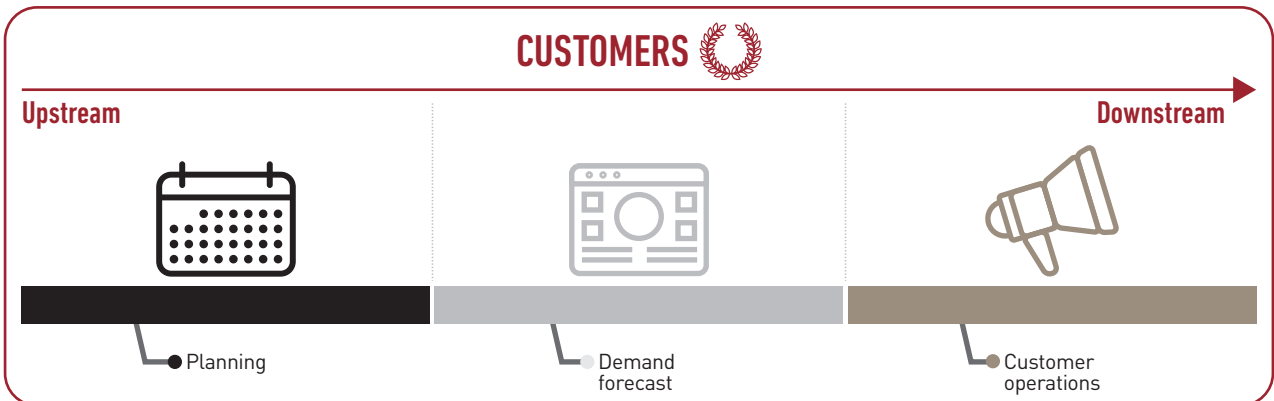 CUSTOMERS
Upstream
Downstream
Planning
Demand
forecast
Customer
operations